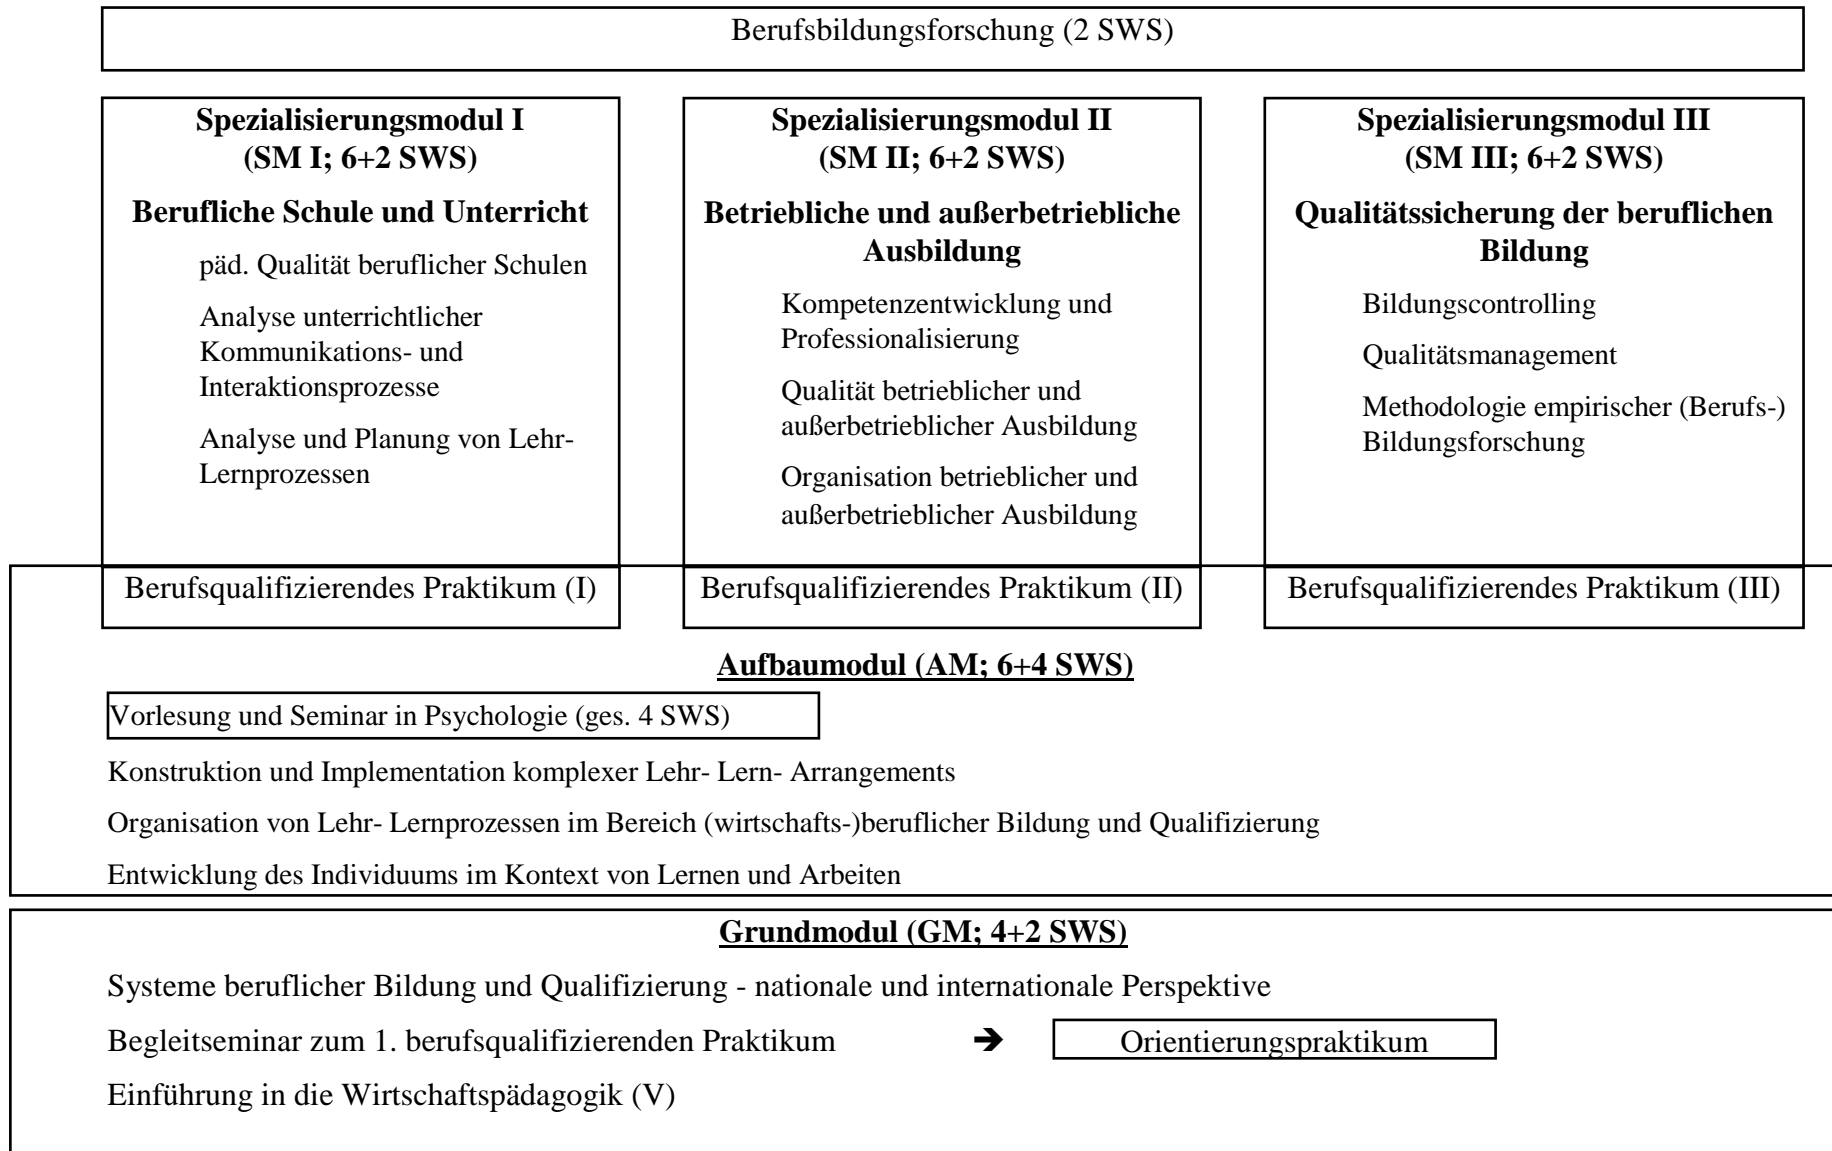 Berufsbildungsforschung (2 SWS)
Spezialisierungsmodul I
(SM I; 6+2 SWS)
Berufliche Schule und Unterricht
päd. Qualität beruflicher Schulen
Analyse unterrichtlicher
Kommunikations- und
Interaktionsprozesse
Analyse und Planung von Lehr-
Lernprozessen
Berufsqualifizierendes Praktikum (I)
Spezialisierungsmodul II
(SM II; 6+2 SWS)
Betriebliche und außerbetriebliche
Ausbildung
Kompetenzentwicklung und
Professionalisierung
Qualität betrieblicher und
außerbetrieblicher Ausbildung
Organisation betrieblicher und
außerbetrieblicher Ausbildung
Berufsqualifizierendes Praktikum (II)
Spezialisierungsmodul III
(SM III; 6+2 SWS)
Qualitätssicherung der beruflichen
Bildung
Bildungscontrolling
Qualitätsmanagement
Methodologie empirischer (Berufs-)
Bildungsforschung
Berufsqualifizierendes Praktikum (III)
Aufbaumodul (AM; 6+4 SWS)
Vorlesung und Seminar in Psychologie (ges. 4 SWS)
Konstruktion und Implementation komplexer Lehr- Lern- Arrangements
Organisation von Lehr- Lernprozessen im Bereich (wirtschafts-)beruflicher Bildung und Qualifizierung
Entwicklung des Individuums im Kontext von Lernen und Arbeiten
Grundmodul (GM; 4+2 SWS)
Systeme beruflicher Bildung und Qualifizierung - nationale und internationale Perspektive
Begleitseminar zum 1. berufsqualifizierenden Praktikum ➔ Orientierungspraktikum
Einführung in die Wirtschaftspädagogik (V)